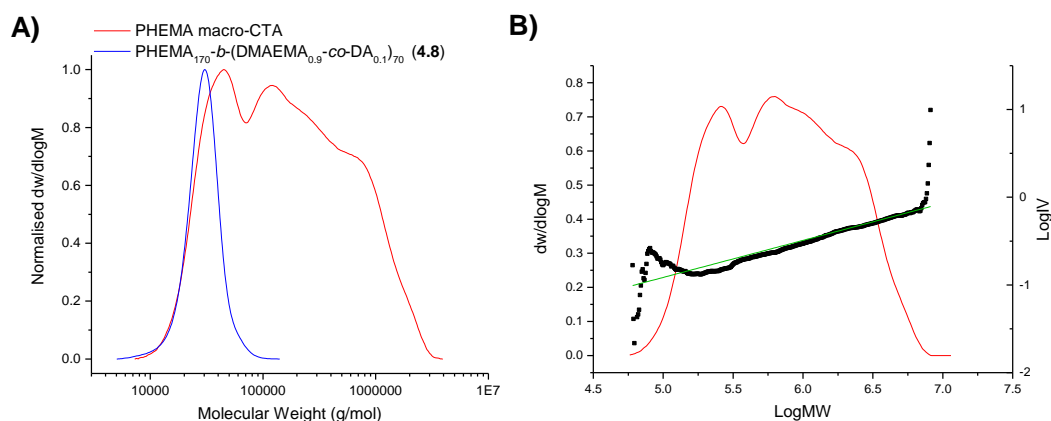 A)
PHEMA macro-CTA
PHEMA170-b-(DMAEMA0.9-co-DA0.1)70 (4.8)
1.0
0.8
0.6
0.4
0.2
0.0
Normalised dw/dlogM
10000
100000
1000000
1E7
Molecular Weight (g/mol)
B)
0.8
0.7
0.6
0.5
0.4
0.3
0.2
0.1
0.0
dw/dlogM
1
0
-1
-2
LogIV
4.5
5.0
5.5
6.0
6.5
7.0
7.5
LogMW